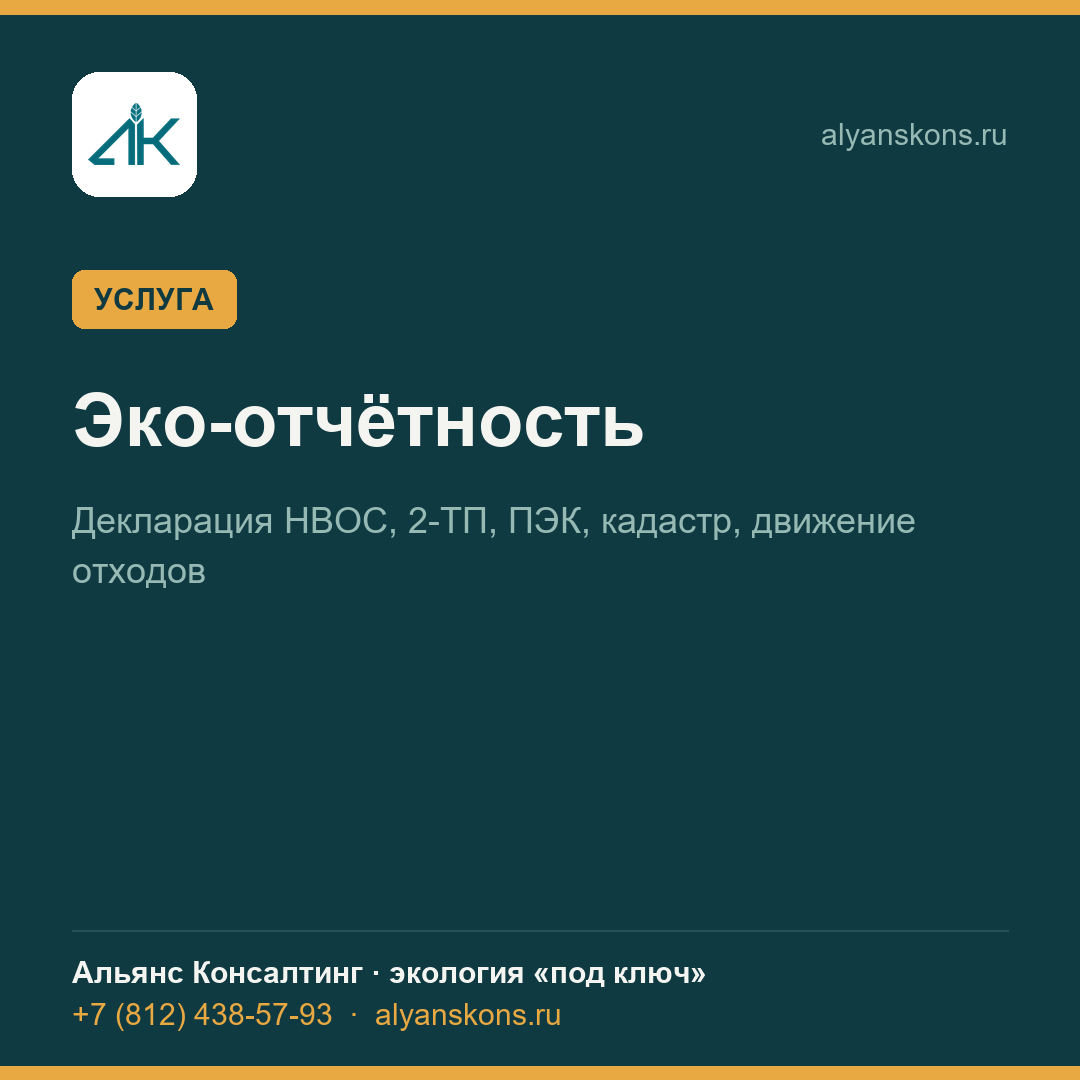 АК
alyanskons.ru
УСЛУГА
Эко-отчётность
Декларация НВОС, 2-ТП, ПЭК, кадастр, движение
отходов
Альянс Консалтинг · экология «под ключ»
+7 (812) 438-57-93 · alyanskons.ru